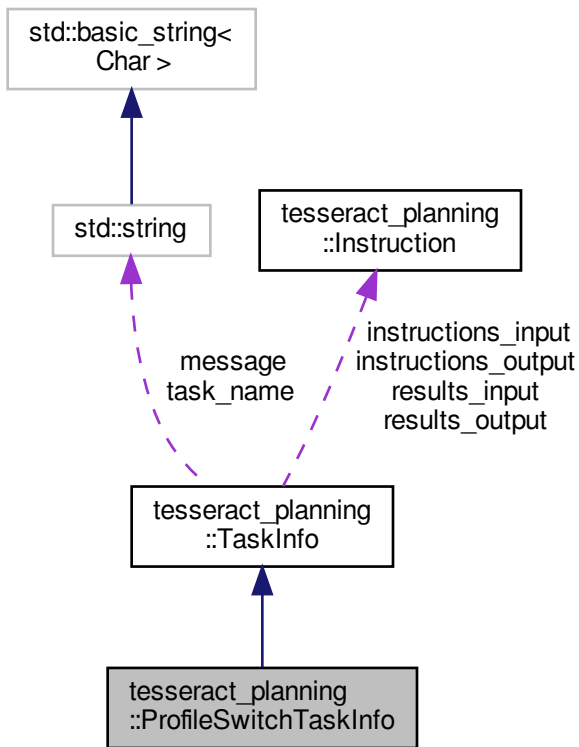 std::basic_string<
Char >
std::string
tesseract_planning
::Instruction
message
task_name
instructions_input
instructions_output
results_input
results_output
tesseract_planning
::TaskInfo
tesseract_planning
::ProfileSwitchTaskInfo